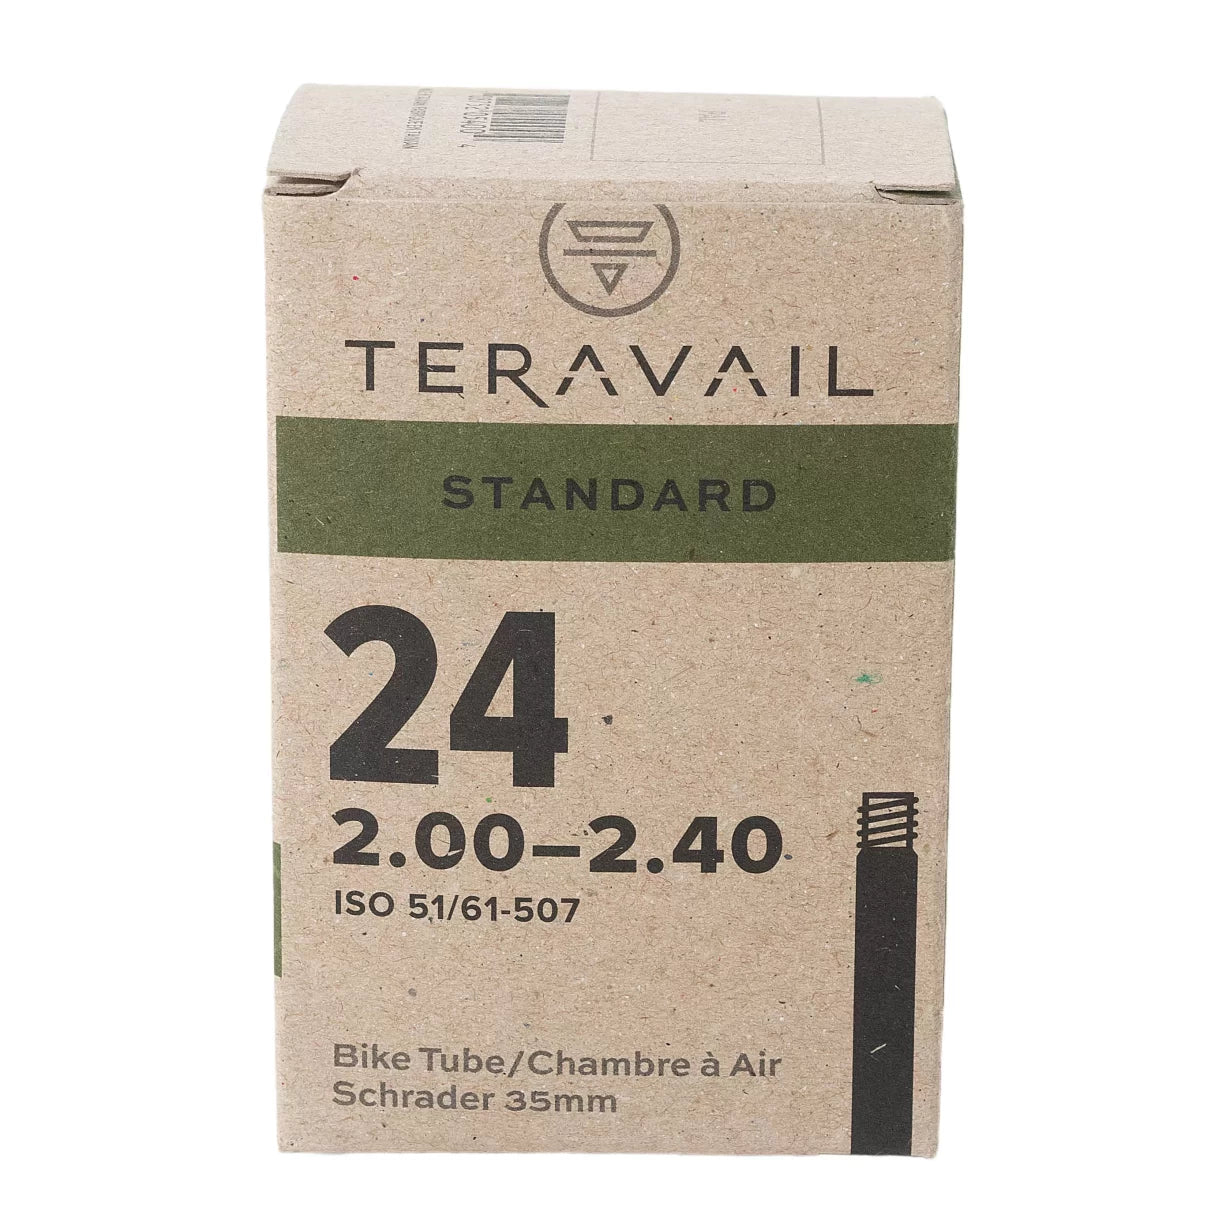 TERAVAIL
STANDARD
24
2.00–2.40
ISO 51/61-507
Bike Tube/Chambre à Air
Schrader 35mm